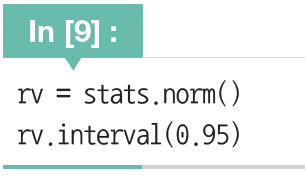 In [9] :
rv = stats.norm()
rv.interval(0.95)